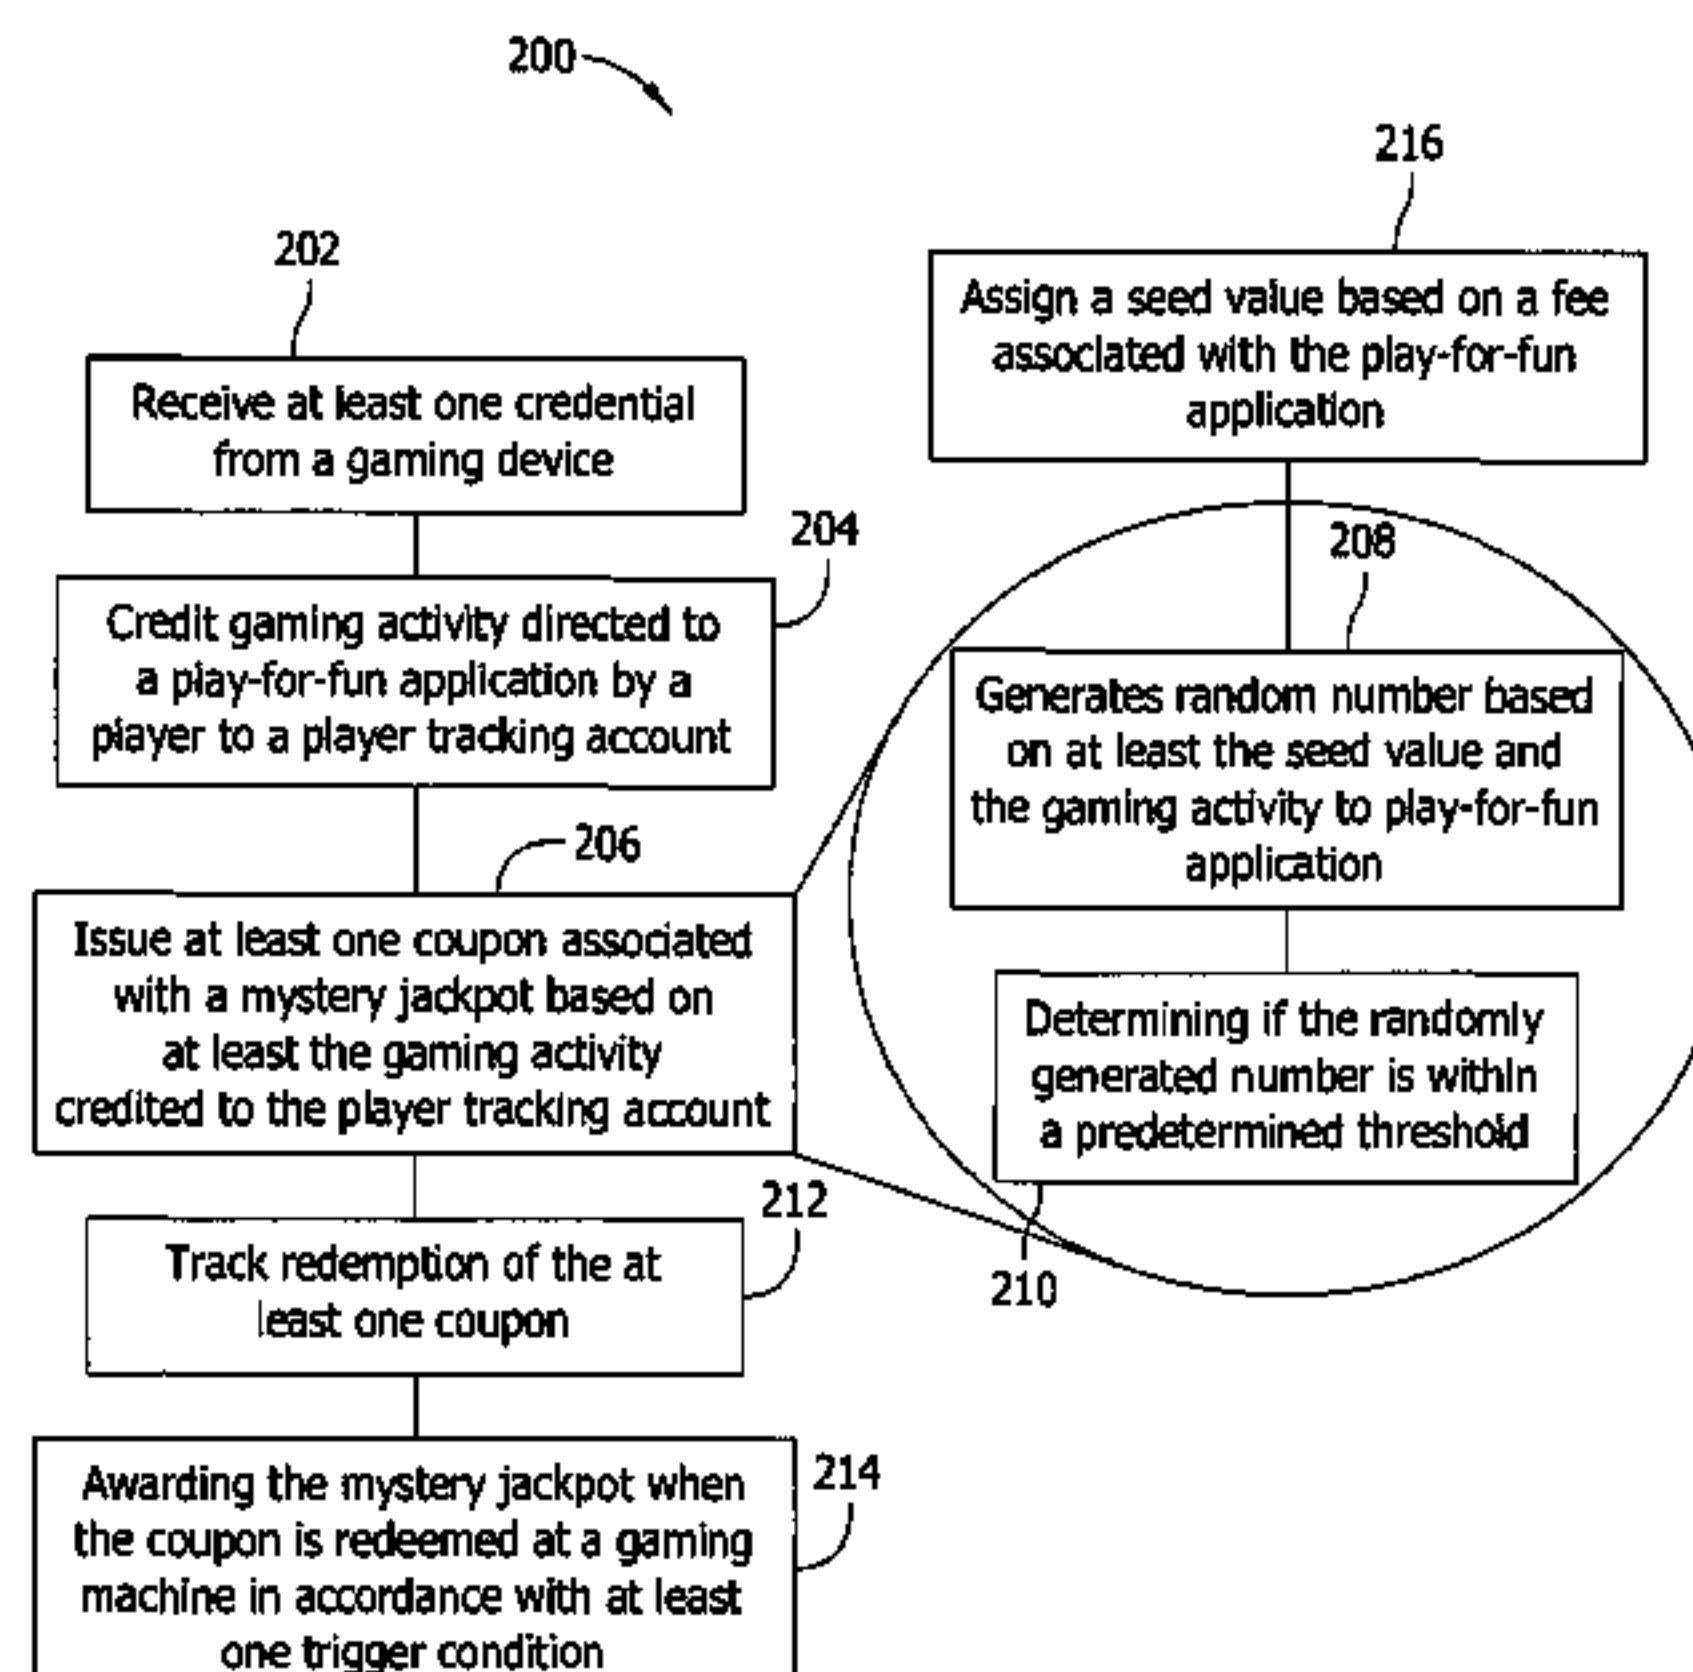 200
202
Receive at least one credential
from a gaming device
204
Credit gaming activity directed to
a play-for-fun application by a
player to a player tracking account
206
Issue at least one coupon associated
with a mystery jackpot based on
at least the gaming activity
credited to the player tracking account
212
Track redemption of the at
least one coupon
214
Awarding the mystery jackpot when
the coupon is redeemed at a gaming
machine in accordance with at least
one trigger condition
216
Assign a seed value based on a fee
associated with the play-for-fun
application
208
Generates random number based
on at least the seed value and
the gaming activity to play-for-fun
application
Determining if the randomly
generated number is within
a predetermined threshold
210